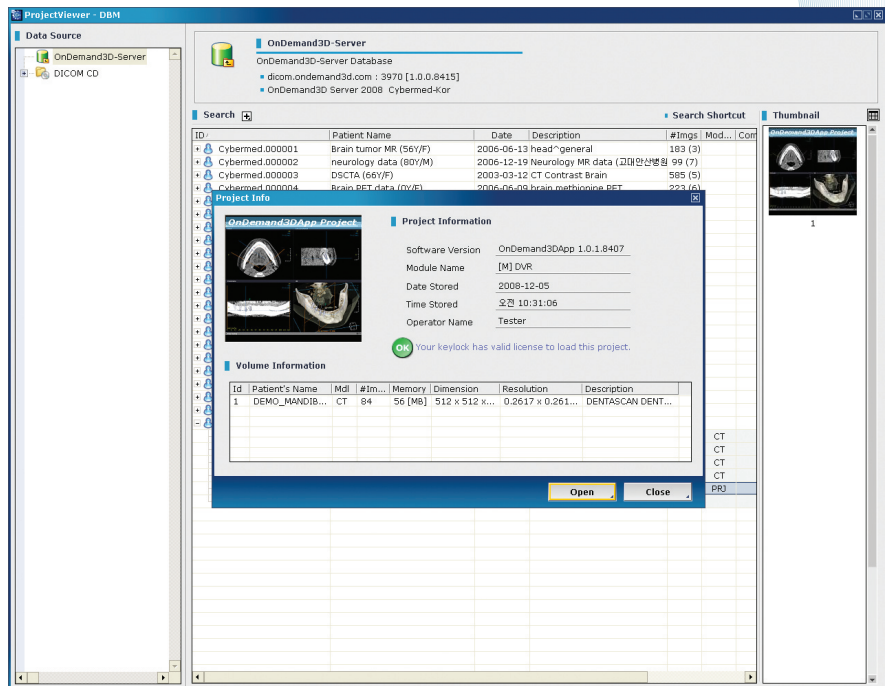 ProjectViewer - DBM
Data Source
OnDemand3D-Server
DICOM CD
OnDemand3D-Server
OnDemand3D-Server Database
dicom.ondemand3d.com : 3970 [1.0.0.8415]
OnDemand3D Server 2008 Cybermed-Kor
Search
Search Shortcut
Thumbnail
ID Patient Name Date Description #Imgs Mod... Com
Cybermed.000001 Brain tumor MR (56Y/F) 2006-06-13 head^general 183 (3)
Cybermed.000002 neurology data (80Y/M) 2006-12-19 Neurology MR data (고대안산병원 99 (7)
Cybermed.000003 DSCTA (66Y/F) 2003-03-12 CT Contrast Brain 585 (5)
Cybermed.000004 Brain PET data (0Y/F) 2006-06-09 brain methionine PET 223 (6)
OnDemand3DApp Project
1
Project Info
OnDemand3DApp Project
Project Information
Software Version OnDemand3DApp 1.0.1.8407
Module Name [M] DVR
Date Stored 2008-12-05
Time Stored 오전 10:31:06
Operator Name Tester
OK Your keylock has valid license to load this project.
Volume Information
Id Patient's Name Mdl #Im... Memory Dimension Resolution Description
1 DEMO_MANDIB... CT 84 56 [MB] 512 x 512 x... 0.2617 x 0.261... DENTASCAN DENT...
Open Close
CT
CT
CT
CT
PRJ